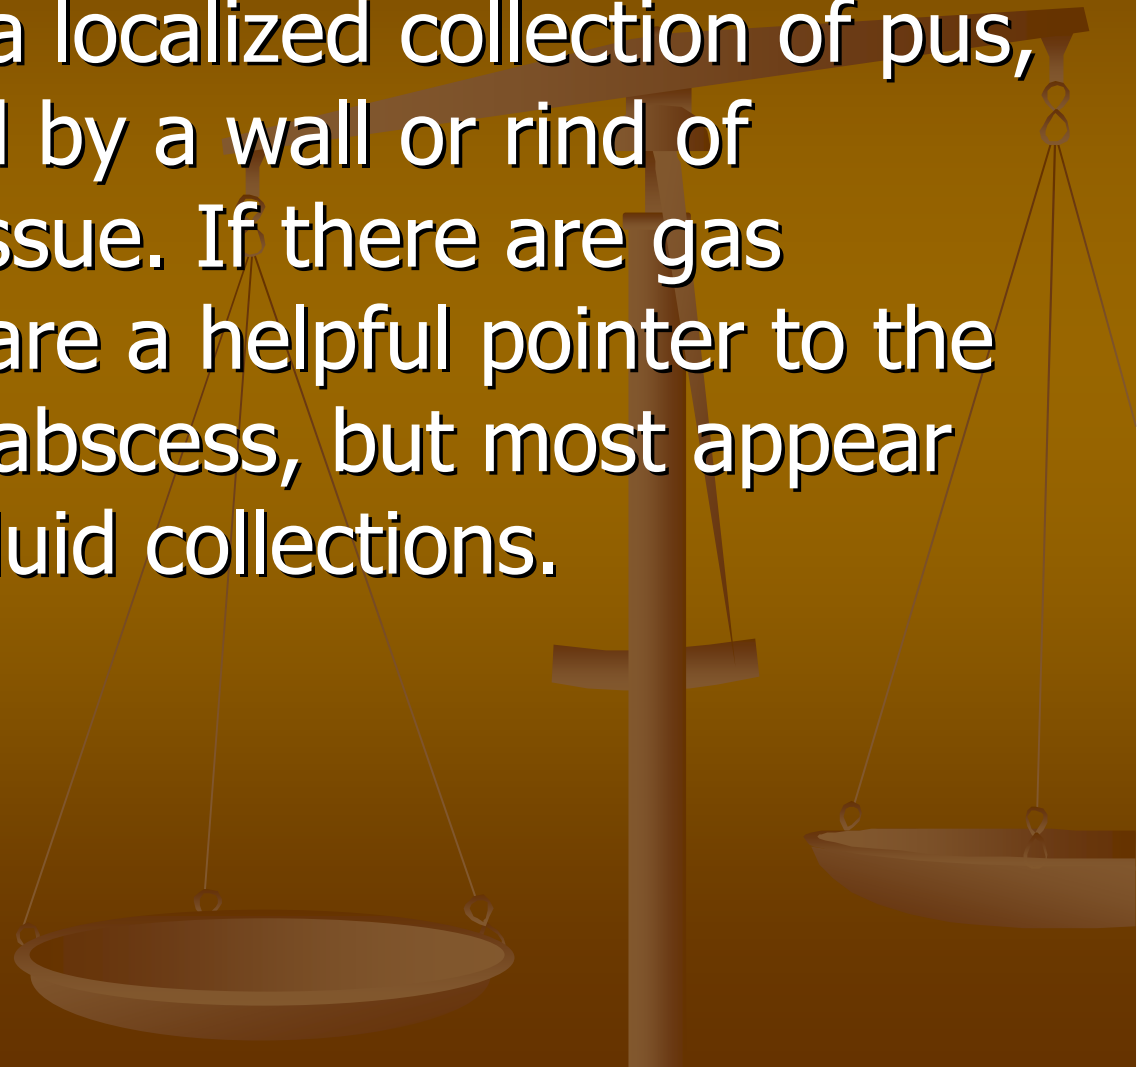 a localized collection of pus,
by a wall or rind of
ssue. If there are gas
are a helpful pointer to the
abscess, but most appear
luid collections.